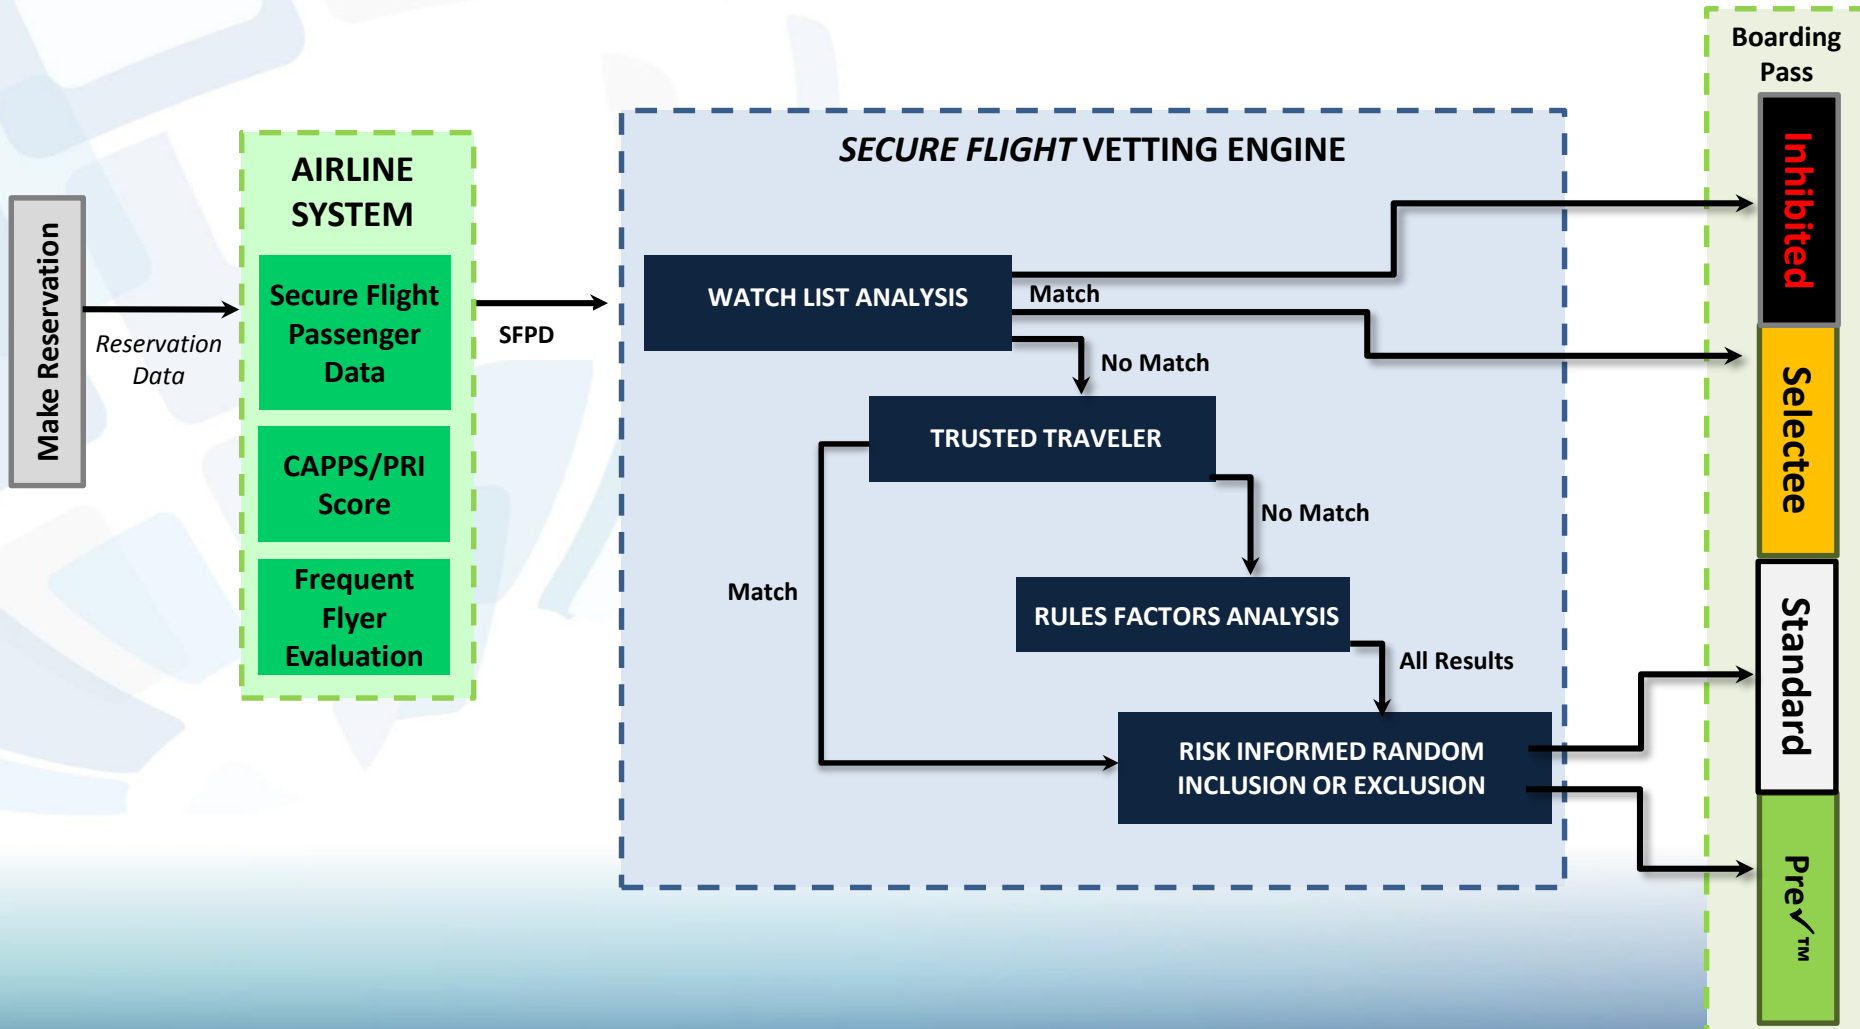 Make Reservation
Reservation
Data
AIRLINE
SYSTEM
Secure Flight
Passenger
Data
CAPPS/PRI
Score
Frequent
Flyer
Evaluation
SFPD
SECURE FLIGHT VETTING ENGINE
WATCH LIST ANALYSIS
Match
No Match
TRUSTED TRAVELER
No Match
Match
RULES FACTORS ANALYSIS
All Results
RISK INFORMED RANDOM
INCLUSION OR EXCLUSION
Boarding
Pass
Inhibited
Selectee
Standard
Pre✓™